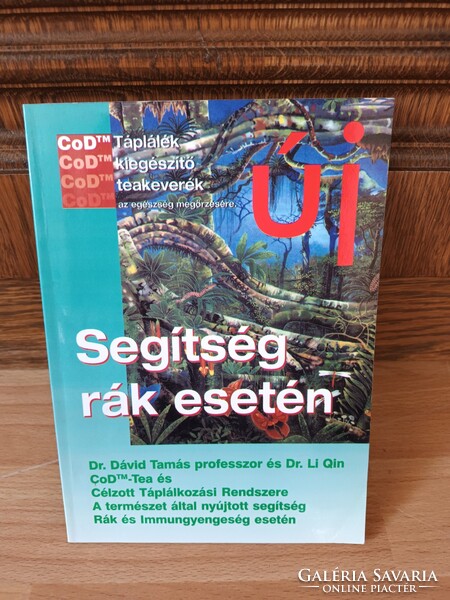 CoD™ Táplálék
CoD™ kiegészítő
CoD™ teakeverék
CoD™ az egészség megőrzésére.
új
Segítség
rák esetén
Dr. Dávid Tamás professzor és Dr. Li Qin
CoD™-Tea és
Célzott Táplálkozási Rendszere
A természet által nyújtott segítség
Rák és Immungyengeség esetén
GALÉRIA SAVARIA
ONLINE PIACTÉR